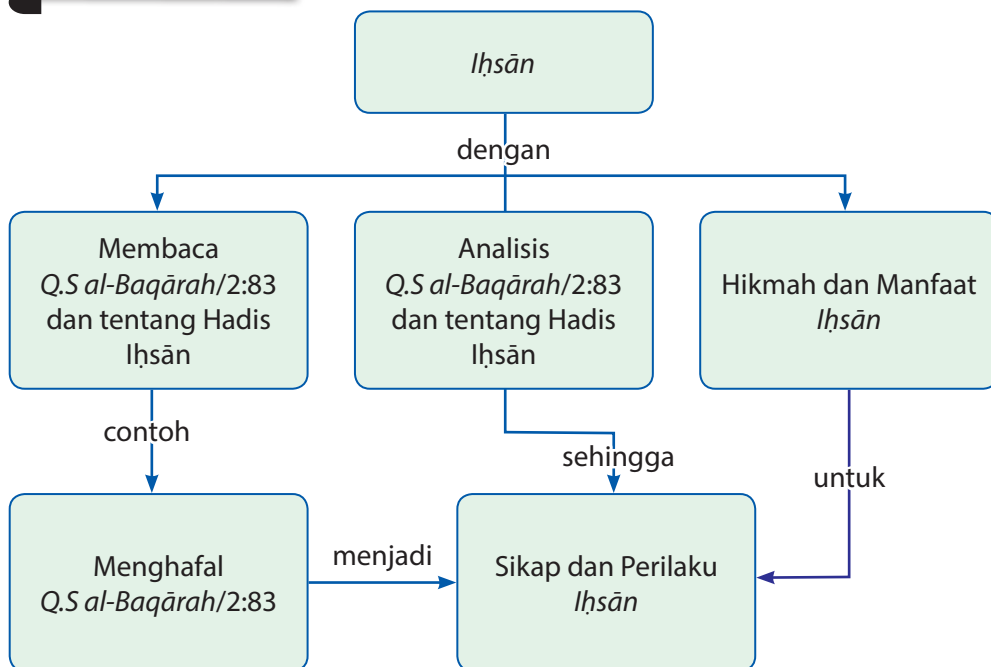 Iḥsān
dengan
Membaca
Q.S al-Baqārah/2:83
dan tentang Hadis
Iḥsān
Analisis
Q.S al-Baqārah/2:83
dan tentang Hadis
Iḥsān
Hikmah dan Manfaat
Iḥsān
contoh
sehingga
untuk
Menghafal
Q.S al-Baqārah/2:83
menjadi
Sikap dan Perilaku
Iḥsān